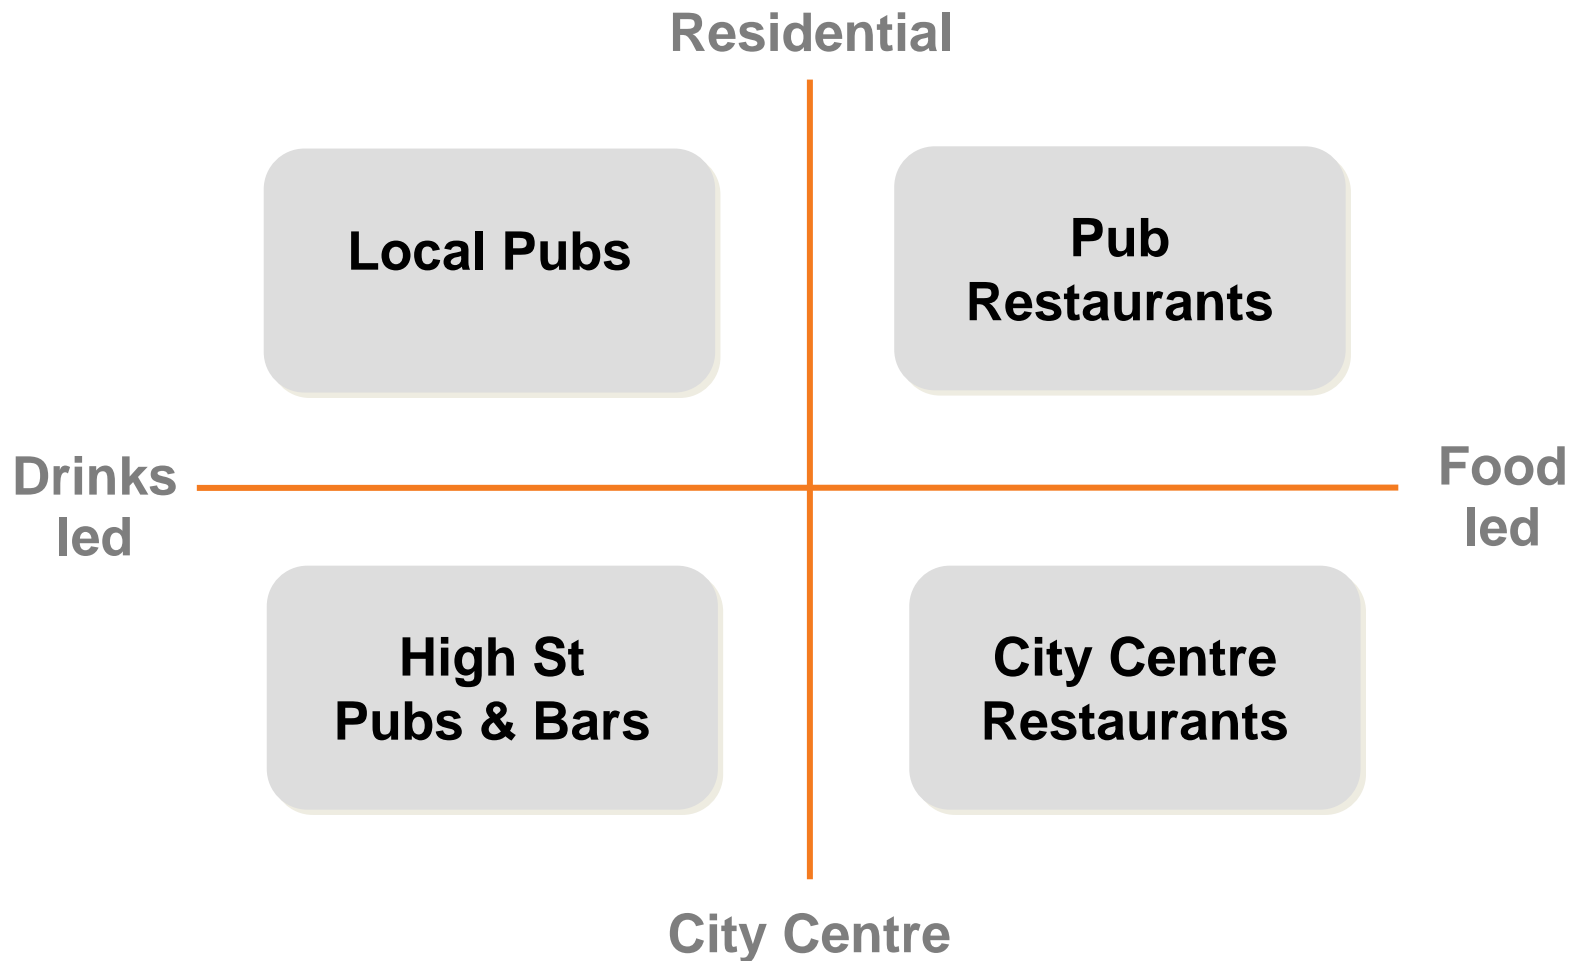 Residential
Local Pubs
Pub
Restaurants
Drinks
led
Food
led
High St
Pubs & Bars
City Centre
Restaurants
City Centre